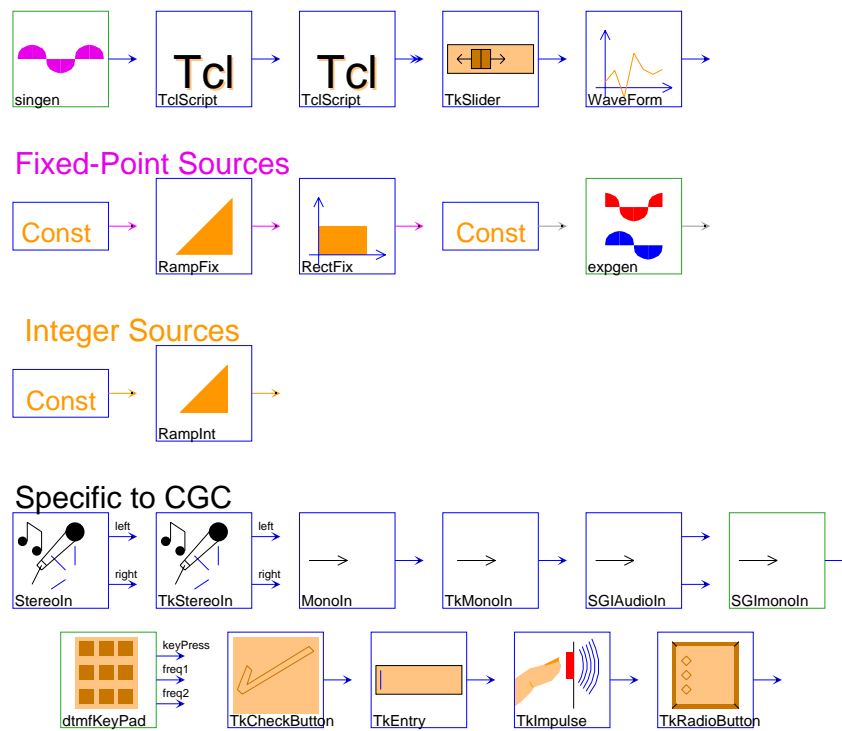 Tcl
Tcl
singen
TclScript
TclScript
TkSlider
WaveForm
Fixed-Point Sources
Const
Const
RampFix
RectFix
expgen
Integer Sources
Const
RampInt
Specific to CGC
left
right
left
right
StereoIn
TkStereoIn
MonoIn
TkMonoIn
SGIAudioIn
SGImonoIn
keyPress
freq1
freq2
dtmfKeyPad
TkCheckButton
TkEntry
TkImpulse
TkRadioButton